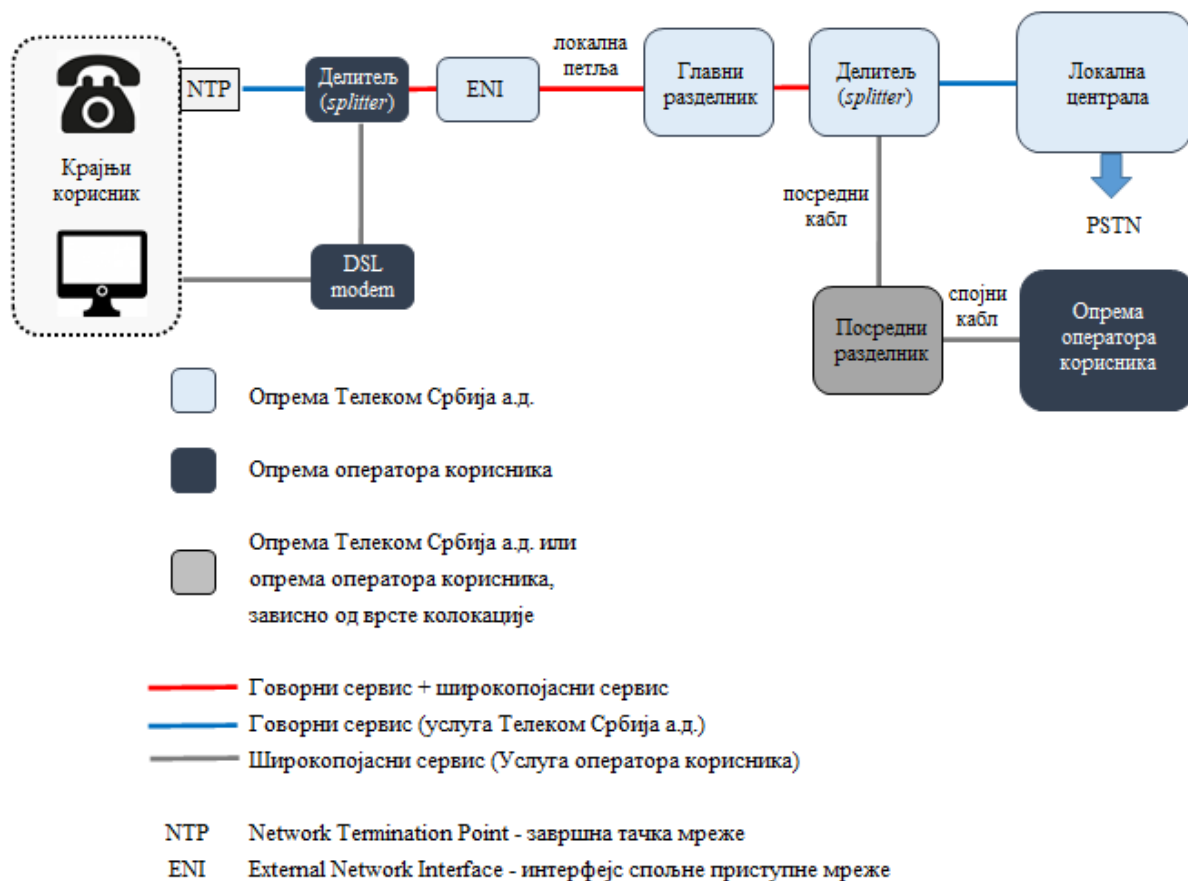 Крајњи
корисник
NTP
Делитељ
(splitter)
ENI
локална
петља
Главни
разделник
Делитељ
(splitter)
Локална
централа
PSTN
DSL
modem
посредни
кабл
Посредни
разделник
спојни
кабл
Опрема
оператора
корисника
Опрема Телеком Србија а.д.
Опрема оператора корисника
Опрема Телеком Србија а.д. или
опрема оператора корисника,
зависно од врсте колокације
Говорни сервис + широкопојасни сервис
Говорни сервис (услуга Телеком Србија а.д.)
Широкопојасни сервис (Услуга оператора корисника)
NTP Network Termination Point - завршна тачка мреже
ENI External Network Interface - интерфејс спољне приступне мреже